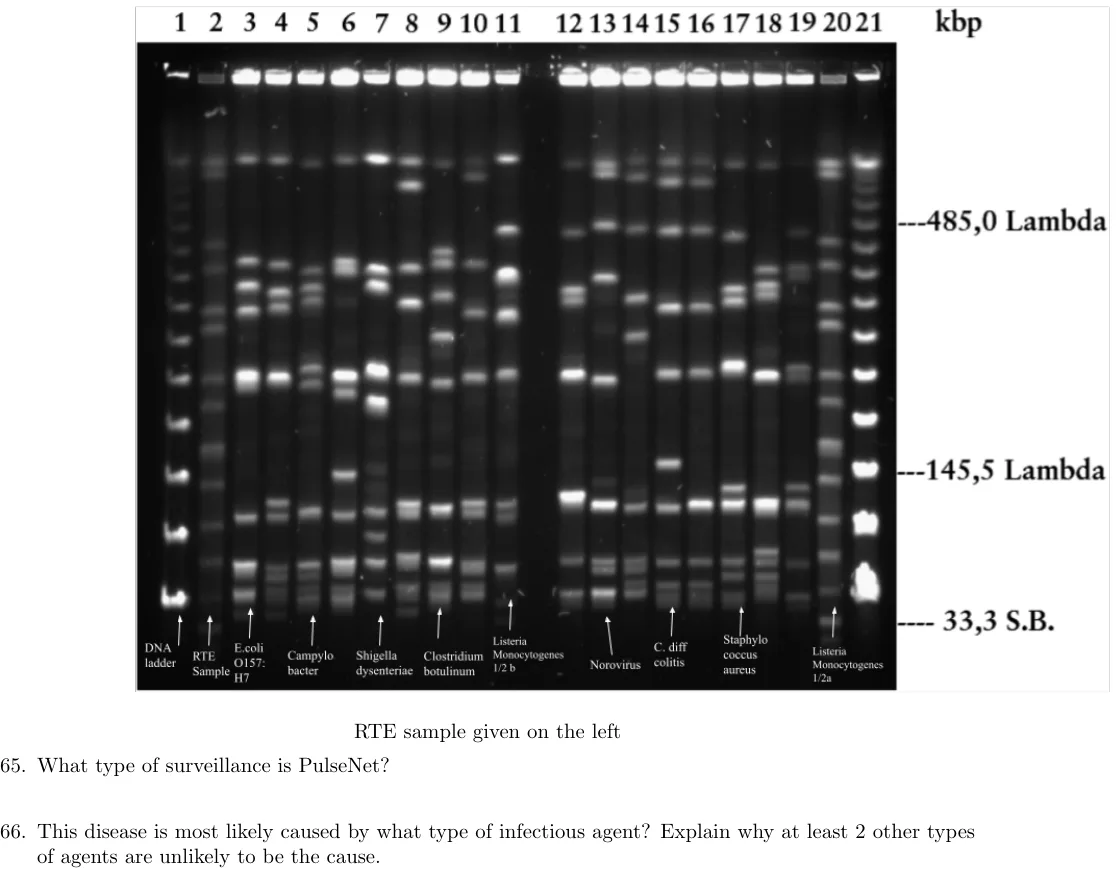 1 2 3 4 5 6 7 8 9 10 11 12 13 14 15 16 17 18 19 20 21 kbp
---485,0 Lambda
---145,5 Lambda
---- 33,3 S.B.
DNA
ladder
RTE
Sample
E.coli
O157:
H7
Campylo
bacter
Shigella
dysenteriae
Clostridium
botulinum
Listeria
Monocytogenes
1/2 b
Norovirus
C. diff
colitis
Staphylo
coccus
aureus
Listeria
Monocytogenes
1/2a
RTE sample given on the left
65. What type of surveillance is PulseNet?
66. This disease is most likely caused by what type of infectious agent? Explain why at least 2 other types
of agents are unlikely to be the cause.